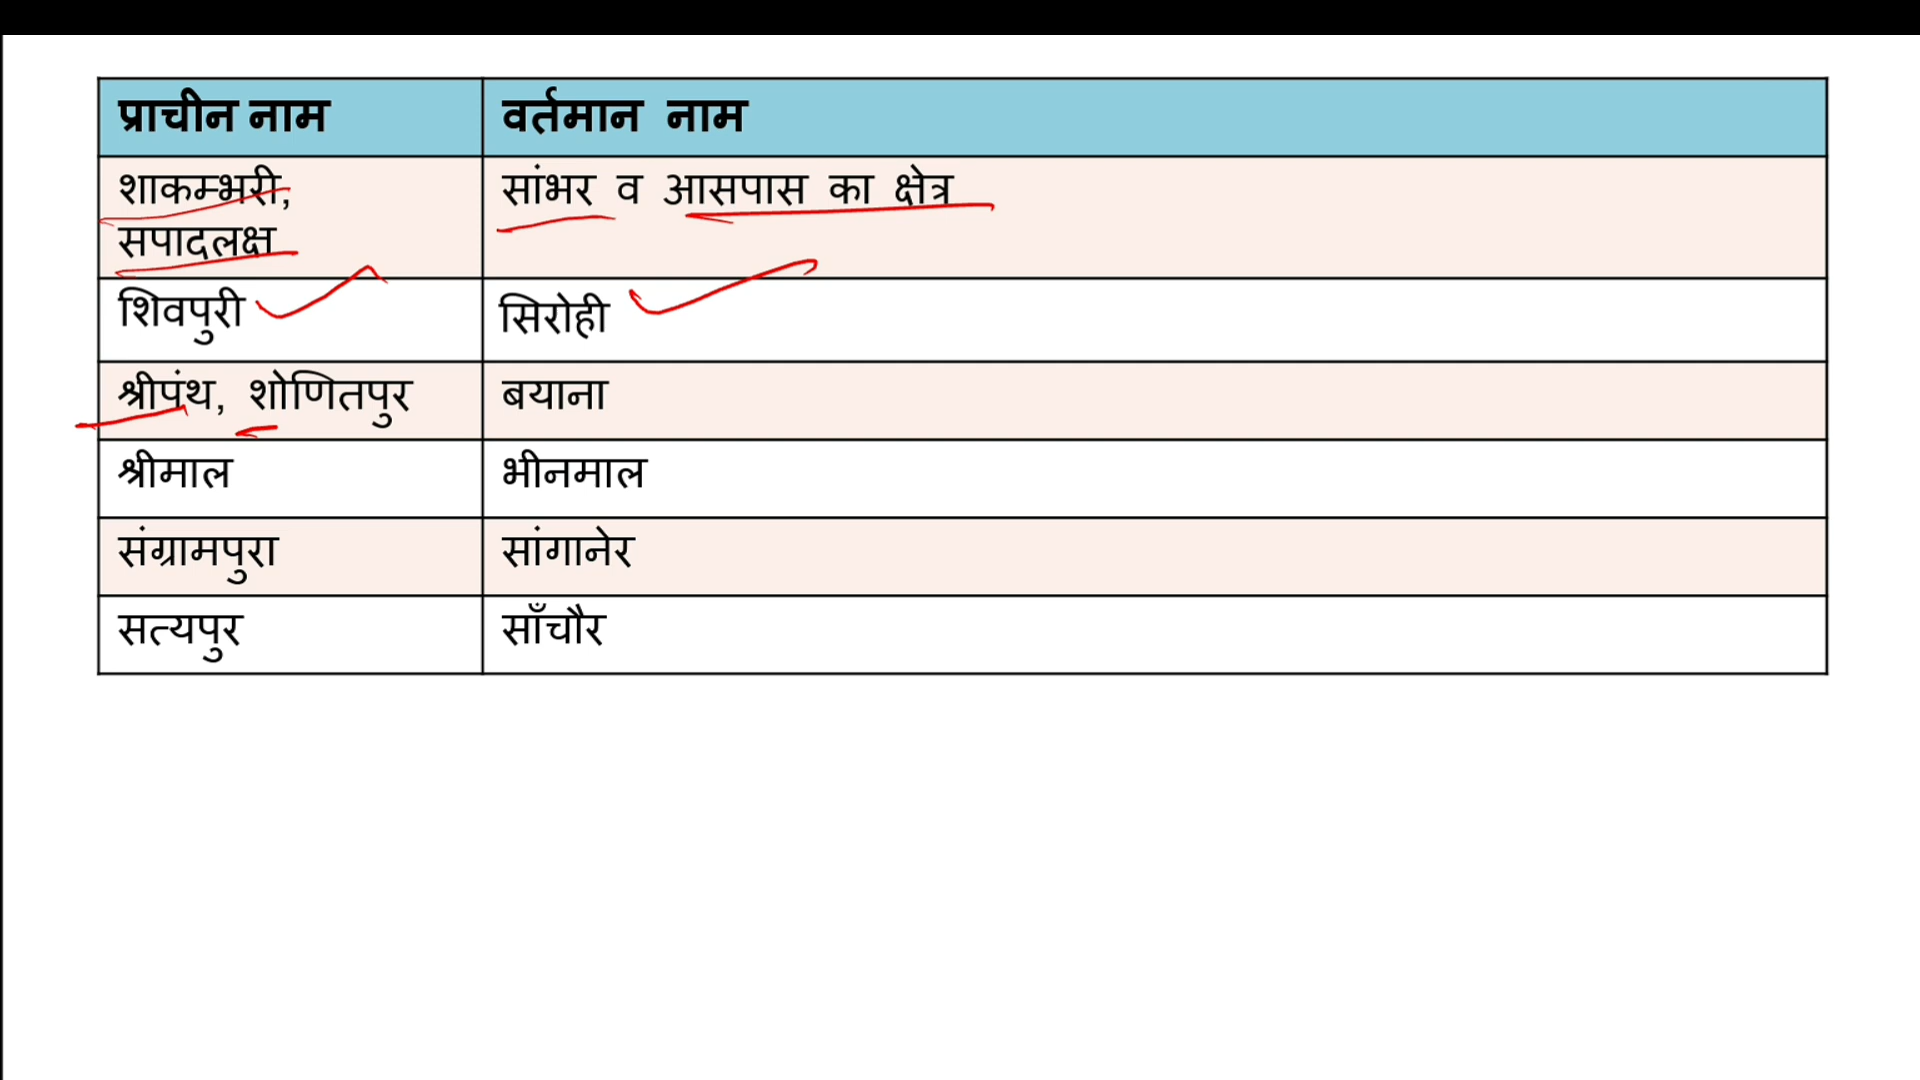 प्राचीन नाम वर्तमान नाम
शाकम्भरी, सांभर व आसपास का क्षेत्र
सपादलक्ष
शिवपुरी सिरोही
श्रीपंथ, शोणितपुर बयाना
श्रीमाल भीनमाल
संग्रामपुरा सांगानेर
सत्यपुर साँचौर